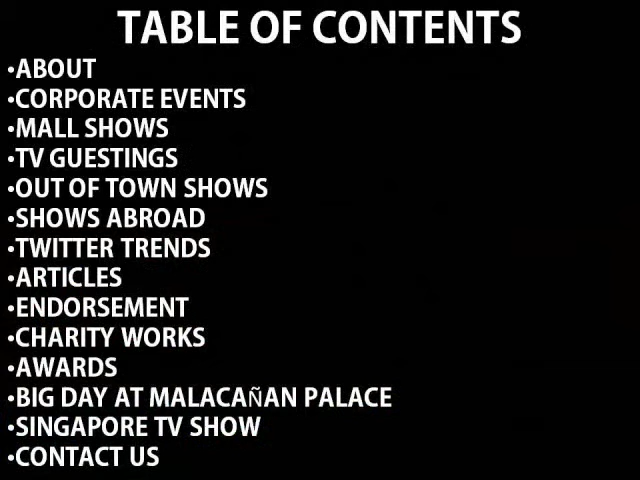 TABLE OF CONTENTS
•ABOUT
•CORPORATE EVENTS
•MALL SHOWS
•TV GUESTINGS
•OUT OF TOWN SHOWS
•SHOWS ABROAD
•TWITTER TRENDS
•ARTICLES
•ENDORSEMENT
•CHARITY WORKS
•AWARDS
•BIG DAY AT MALACAÑAN PALACE
•SINGAPORE TV SHOW
•CONTACT US